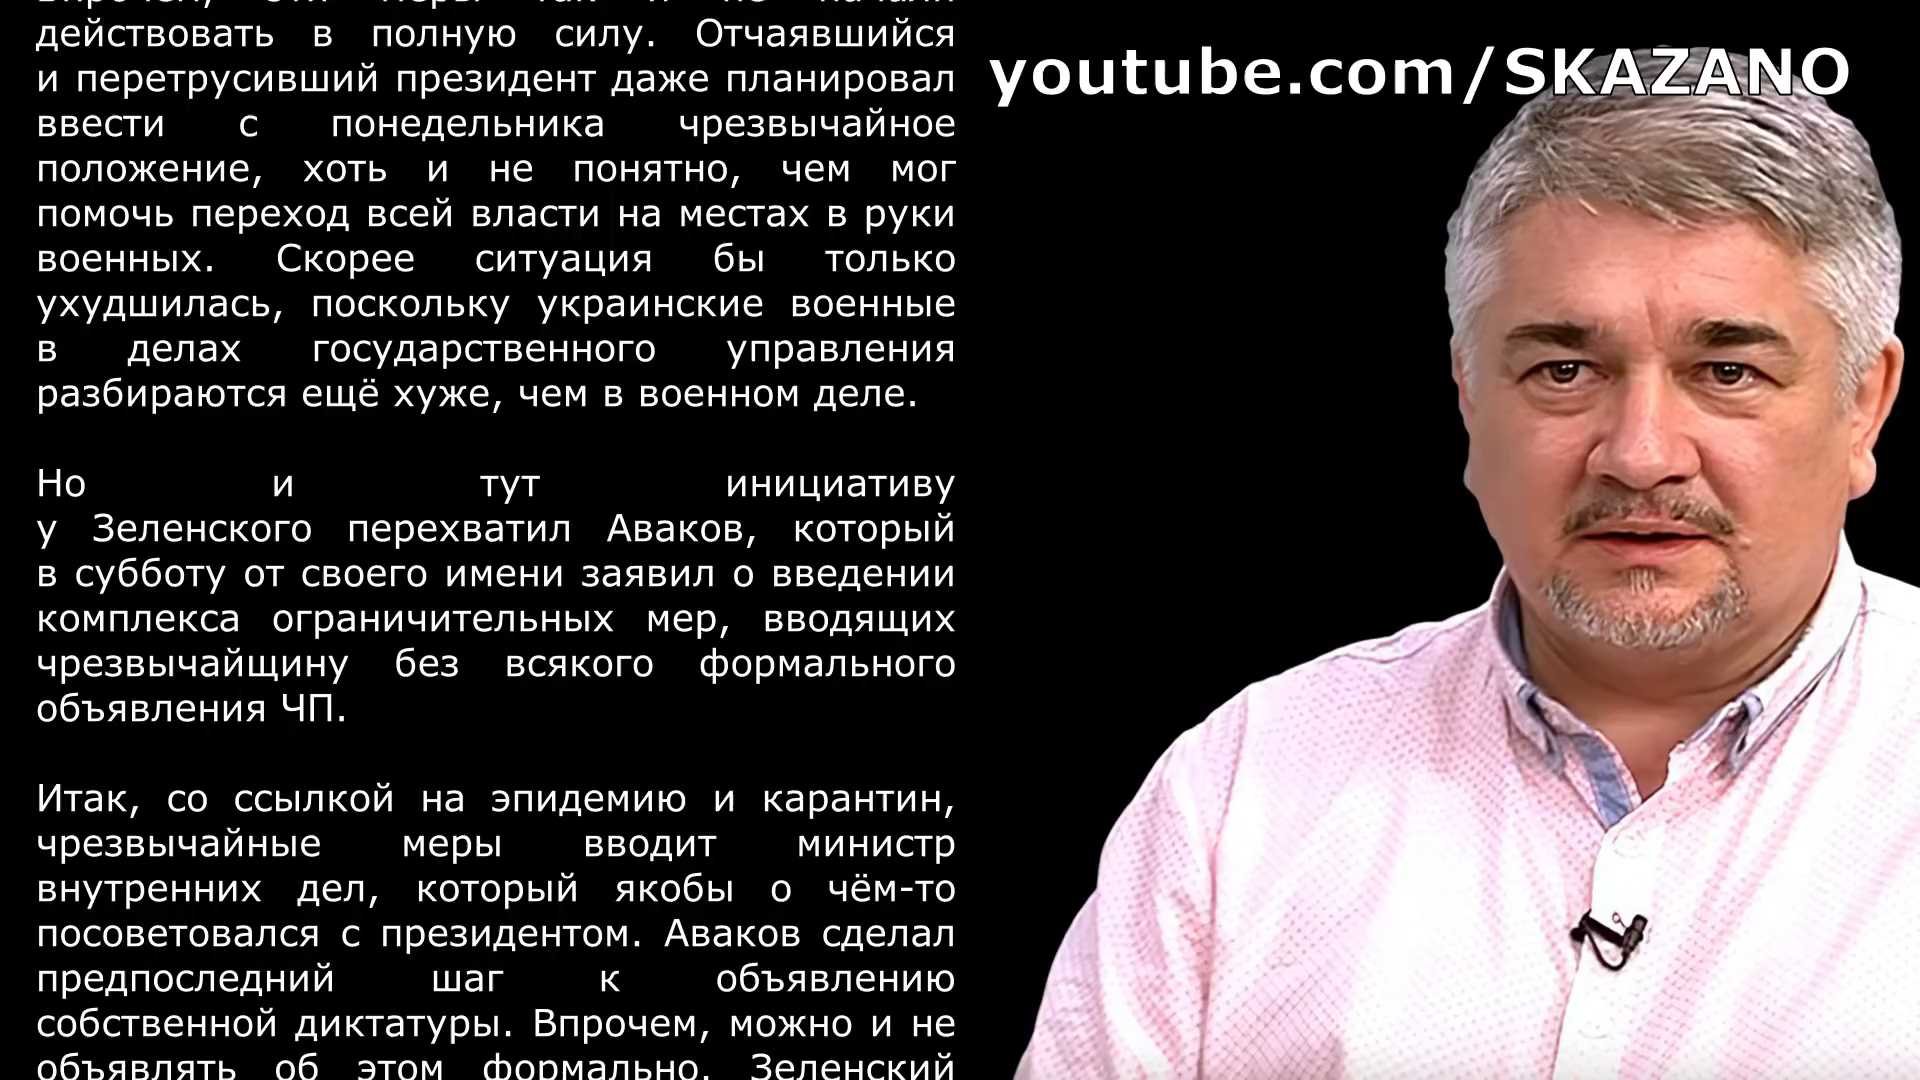 действовать в полную силу. Отчаявшийся
и перетрусивший президент даже планировал
ввести с понедельника чрезвычайное
положение, хоть и не понятно, чем мог
помочь переход всей власти на местах в руки
военных. Скорее ситуация бы только
ухудшилась, поскольку украинские военные
в делах государственного управления
разбираются ещё хуже, чем в военном деле.
Но и тут инициативу
у Зеленского перехватил Аваков, который
в субботу от своего имени заявил о введении
комплекса ограничительных мер, вводящих
чрезвычайщину без всякого формального
объявления ЧП.
Итак, со ссылкой на эпидемию и карантин,
чрезвычайные меры вводит министр
внутренних дел, который якобы о чём-то
посоветовался с президентом. Аваков сделал
предпоследний шаг к объявлению
собственной диктатуры. Впрочем, можно и не
объявлять об этом формально. Зеленский
youtube.com/SKAZANO